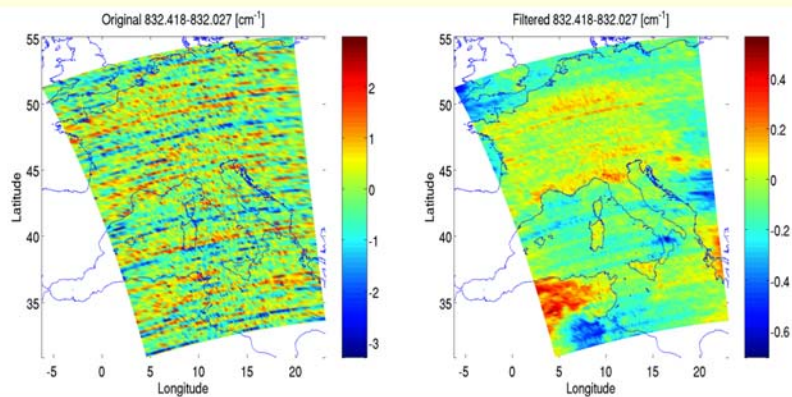 Original 832.418-832.027 [cm⁻¹]
55
50
45
40
35
Latitude
-5 0 5 10 15 20
Longitude
2
1
0
-1
-2
-3
Filtered 832.418-832.027 [cm⁻¹]
55
50
45
40
35
Latitude
-5 0 5 10 15 20
Longitude
0.4
0.2
0
-0.2
-0.4
-0.6